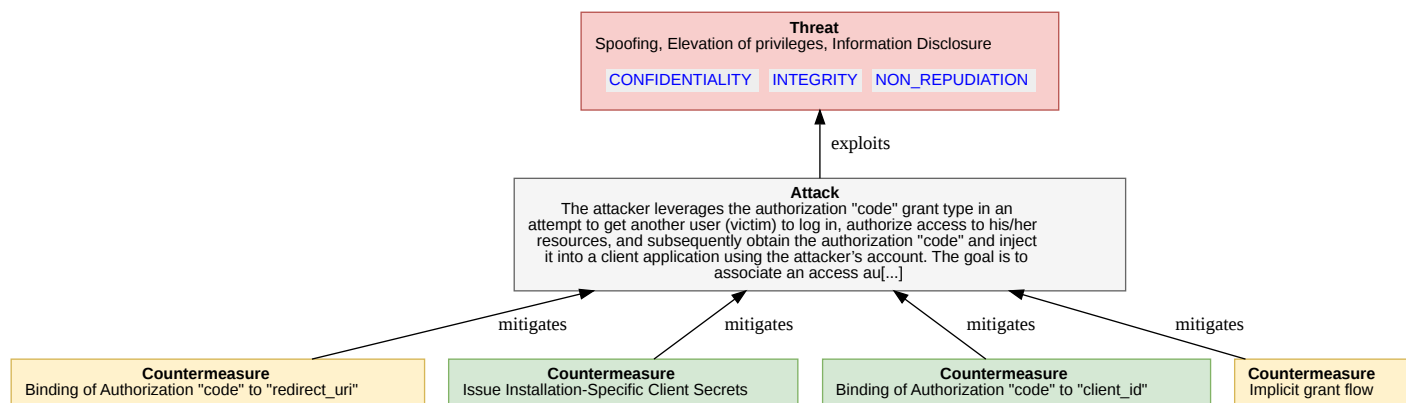 Threat
Spoofing, Elevation of privileges, Information Disclosure
CONFIDENTIALITY INTEGRITY NON_REPUDIATION
exploits
Attack
The attacker leverages the authorization "code" grant type in an
attempt to get another user (victim) to log in, authorize access to his/her
resources, and subsequently obtain the authorization "code" and inject
it into a client application using the attacker’s account. The goal is to
associate an access au[...]
mitigates mitigates mitigates mitigates
Countermeasure
Binding of Authorization "code" to "redirect_uri"
Countermeasure
Issue Installation-Specific Client Secrets
Countermeasure
Binding of Authorization "code" to "client_id"
Countermeasure
Implicit grant flow